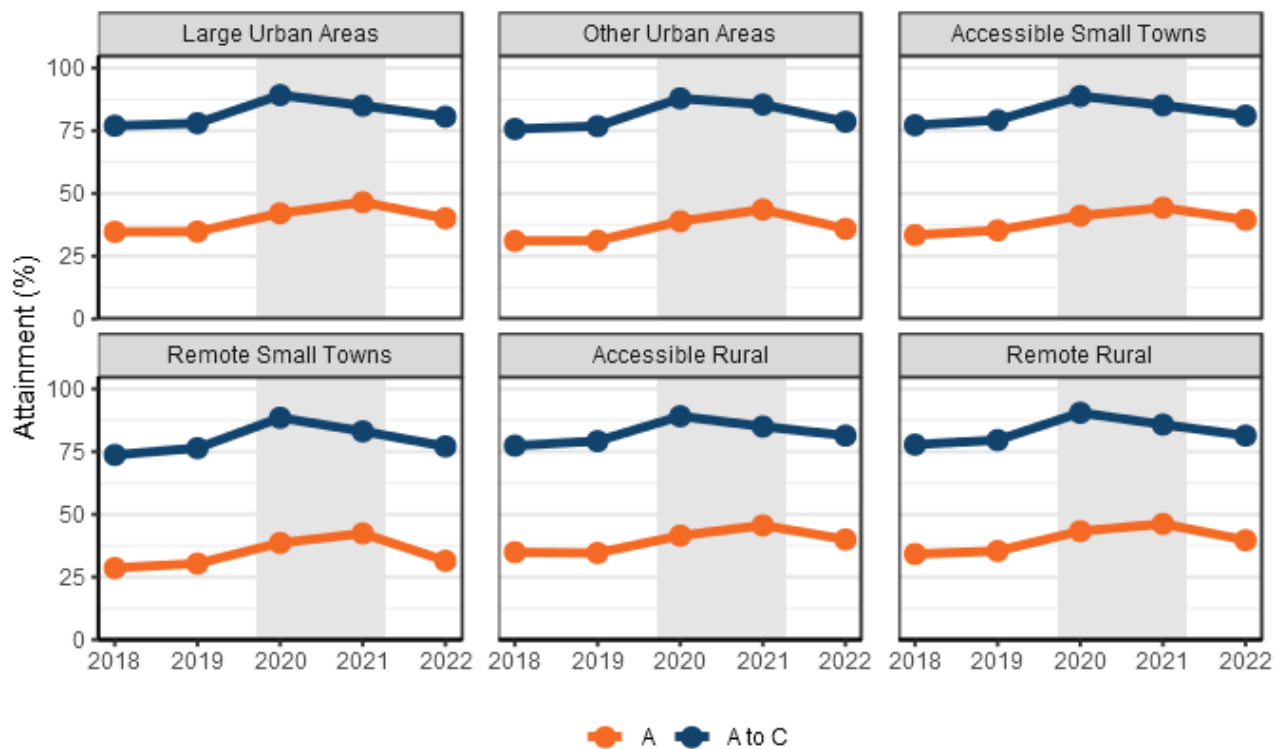 Large Urban Areas
Other Urban Areas
Accessible Small Towns
100
75
50
25
0
Remote Small Towns
Accessible Rural
Remote Rural
100
75
50
25
0
Attainment (%)
2018 2019 2020 2021 2022
2018 2019 2020 2021 2022
2018 2019 2020 2021 2022
A
A to C